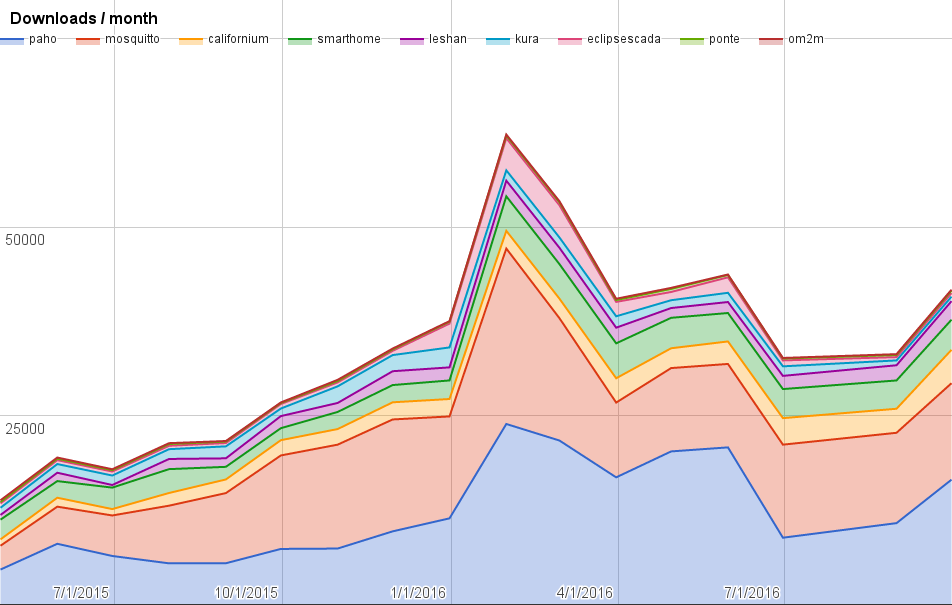 Downloads / month
paho mosquitto californium smarthome leshan kura eclipsescada ponte om2m
50000
25000
7/1/2015 10/1/2015 1/1/2016 4/1/2016 7/1/2016